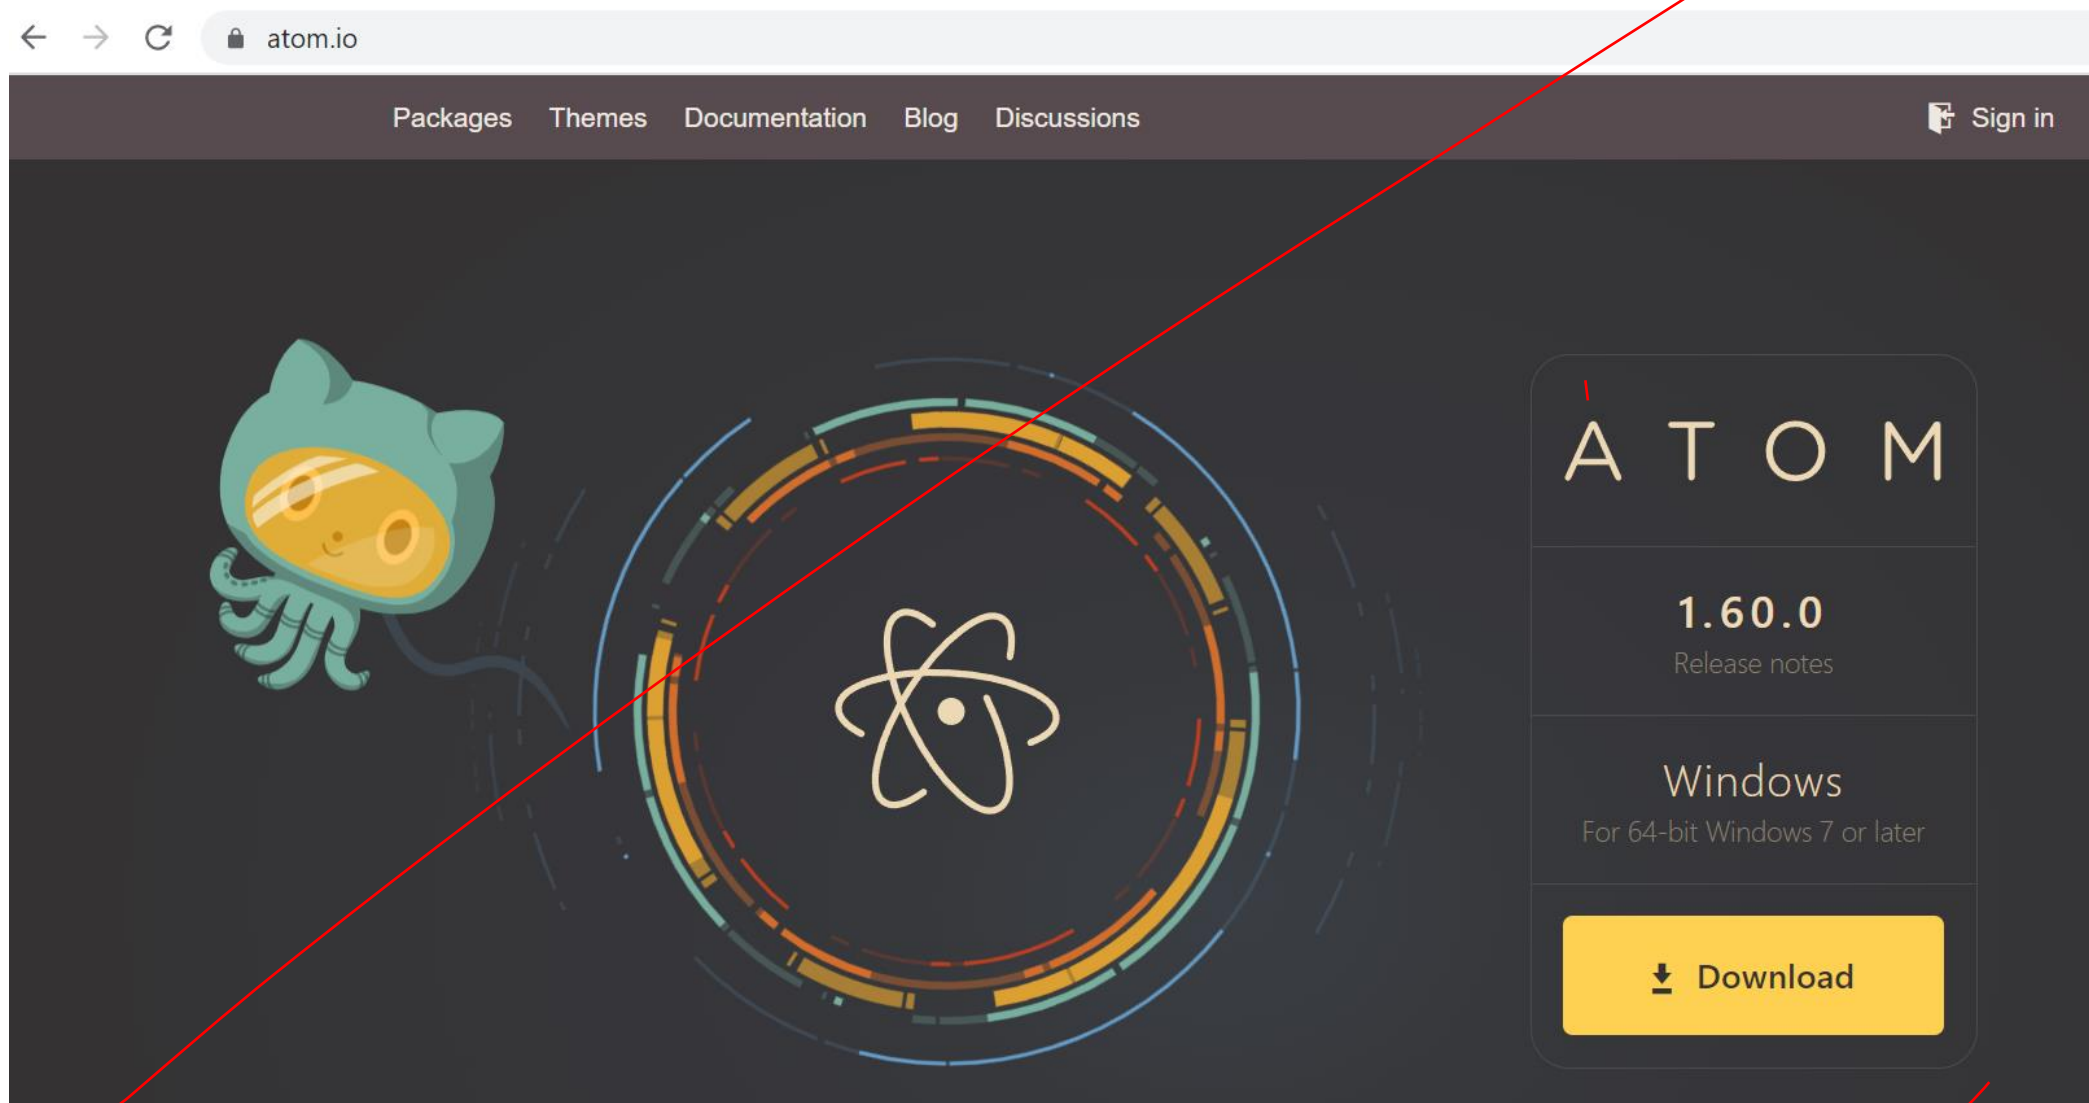 atom.io
Packages Themes Documentation Blog Discussions Sign in
ATOM
1.60.0
Release notes
Windows
For 64-bit Windows 7 or later
Download